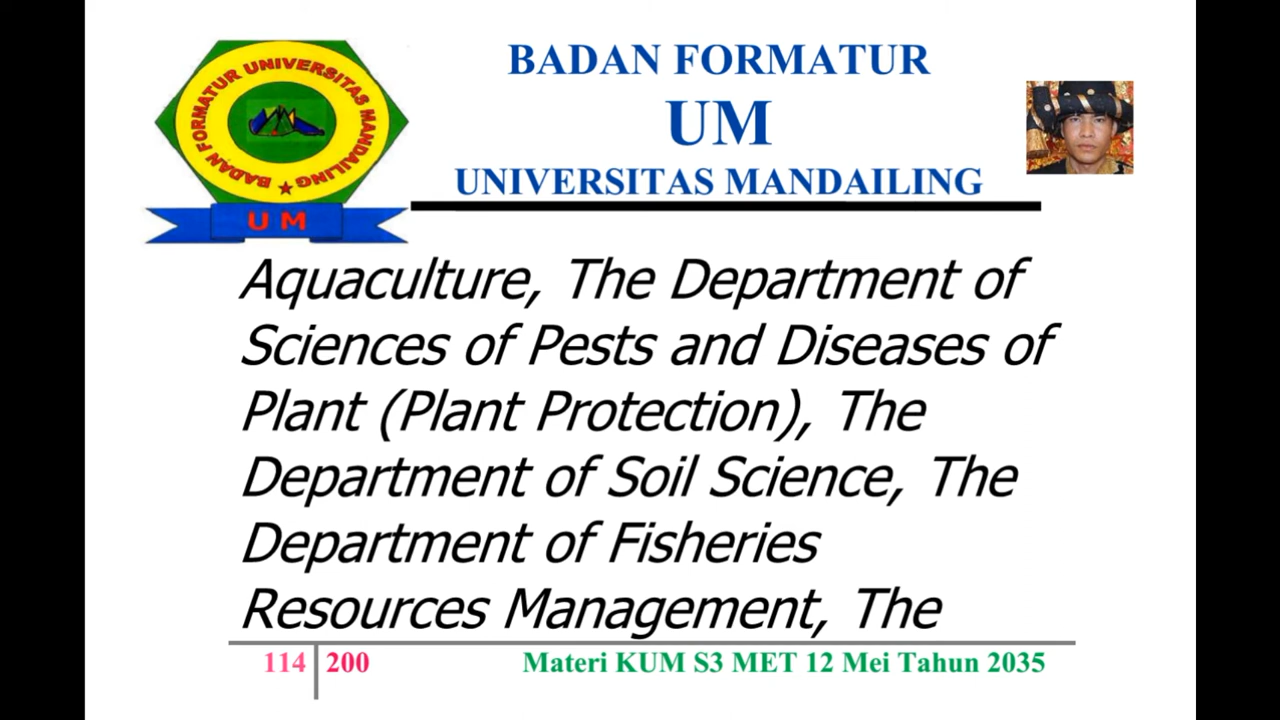 BADAN FORMATUR UNIVERSITAS MANDAILING
U M
BADAN FORMATUR
UM
UNIVERSITAS MANDAILING
Aquaculture, The Department of
Sciences of Pests and Diseases of
Plant (Plant Protection), The
Department of Soil Science, The
Department of Fisheries
Resources Management, The
114 200 Materi KUM S3 MET 12 Mei Tahun 2035